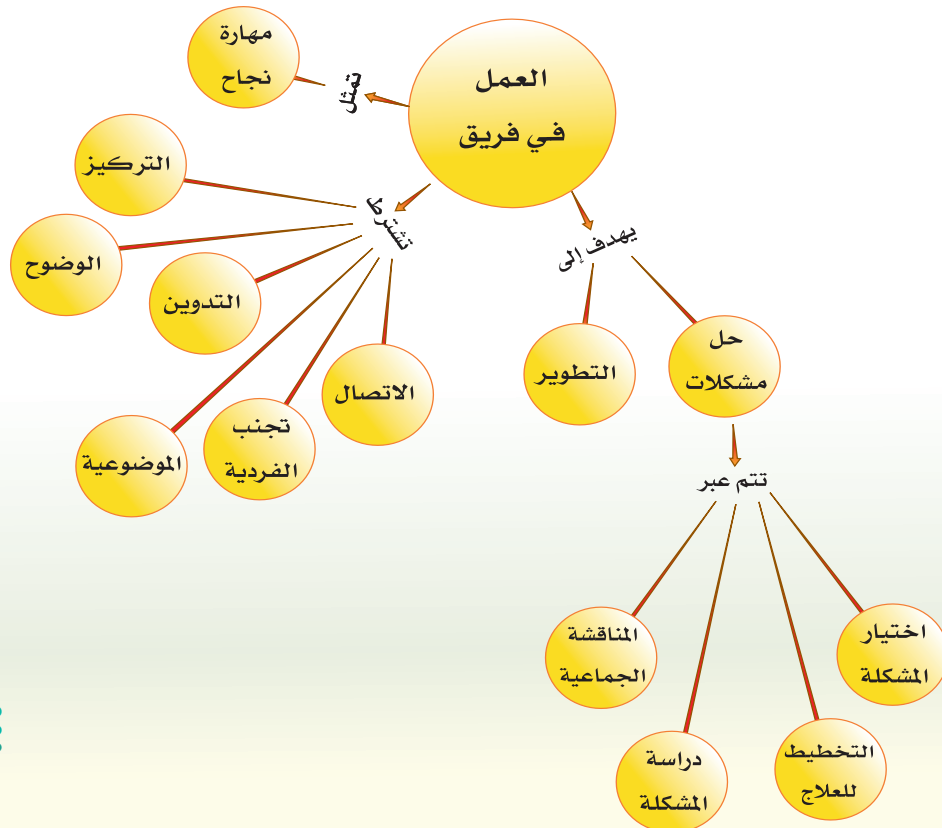 العمل
في فريق
تمثل
مهارة
نجاح
تشترط
التركيز
الوضوح
التدوين
الموضوعية
تجنب
الفردية
الاتصال
يهدف إلى
حل
مشكلات
التطوير
تتم عبر
اختيار
المشكلة
التخطيط
للعلاج
دراسة
المشكلة
المناقشة
الجماعية